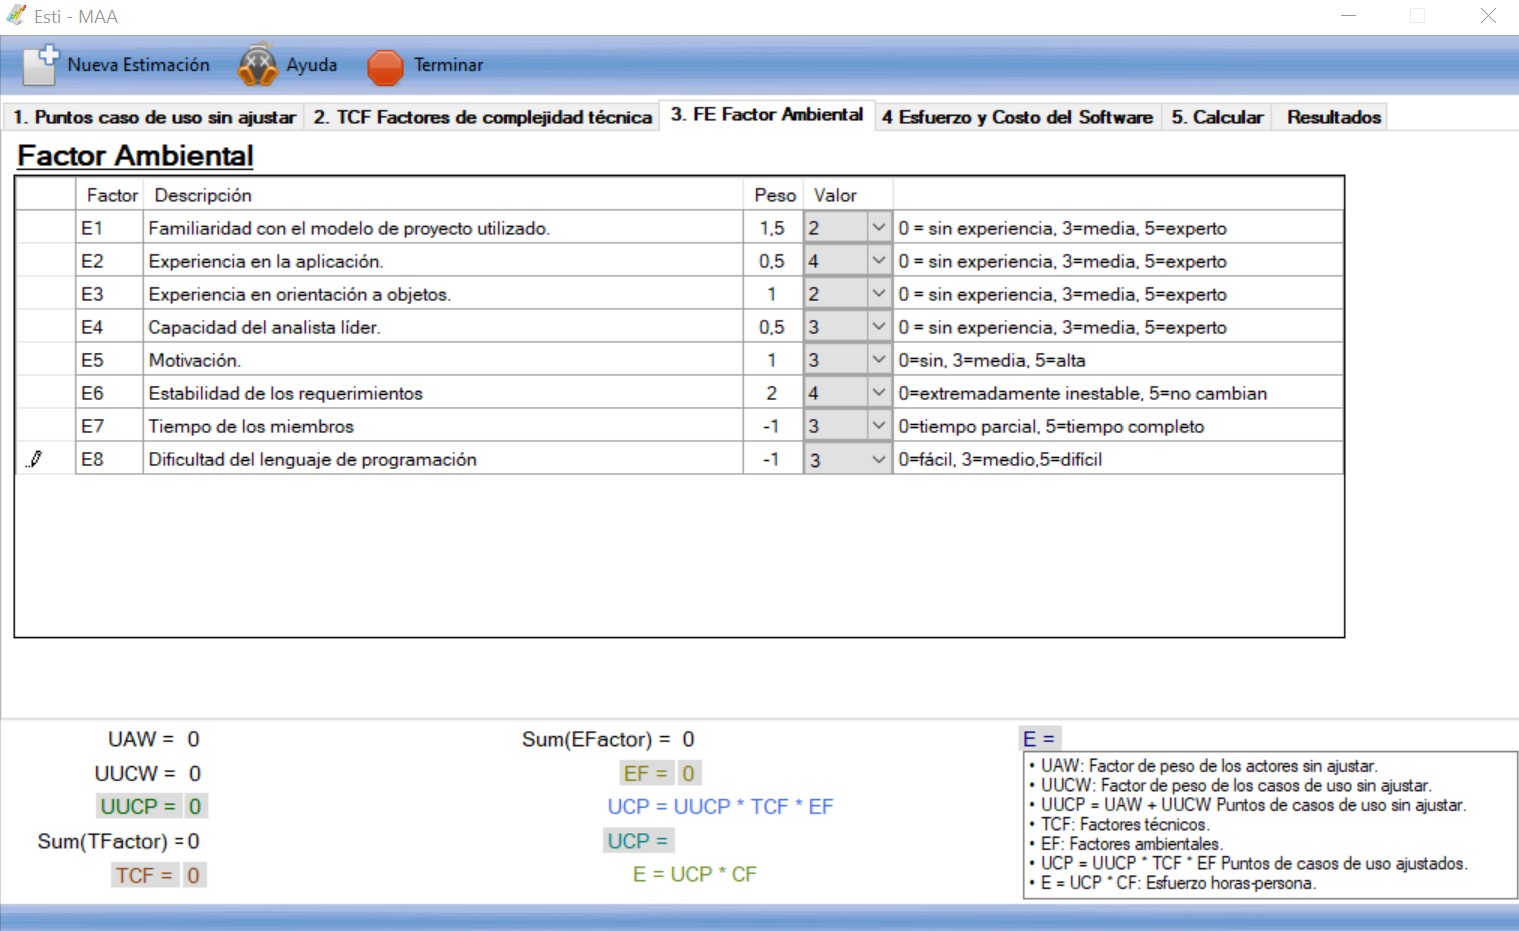 Esti - MAA
Nueva Estimación Ayuda Terminar
1. Puntos caso de uso sin ajustar 2. TCF Factores de complejidad técnica 3. FE Factor Ambiental 4 Esfuerzo y Costo del Software 5. Calcular Resultados
Factor Ambiental
Factor Descripción Peso Valor
E1 Familiaridad con el modelo de proyecto utilizado. 1,5 2 0 = sin experiencia, 3=media, 5=experto
E2 Experiencia en la aplicación. 0,5 4 0 = sin experiencia, 3=media, 5=experto
E3 Experiencia en orientación a objetos. 1 2 0 = sin experiencia, 3=media, 5=experto
E4 Capacidad del analista líder. 0,5 3 0 = sin experiencia, 3=media, 5=experto
E5 Motivación. 1 3 0=sin, 3=media, 5=alta
E6 Estabilidad de los requerimientos 2 4 0=extremadamente inestable, 5=no cambian
E7 Tiempo de los miembros -1 3 0=tiempo parcial, 5=tiempo completo
E8 Dificultad del lenguaje de programación -1 3 0=fácil, 3=medio,5=difícil
UAW = 0
UUCW = 0
UUCP = 0
Sum(TFactor) =0
TCF = 0
Sum(EFactor) = 0
EF = 0
UCP = UUCP * TCF * EF
UCP =
E = UCP * CF
E =
• UAW: Factor de peso de los actores sin ajustar.
• UUCW: Factor de peso de los casos de uso sin ajustar.
• UUCP = UAW + UUCW Puntos de casos de uso sin ajustar.
• TCF: Factores técnicos.
• EF: Factores ambientales.
• UCP = UUCP * TCF * EF Puntos de casos de uso ajustados.
• E = UCP * CF: Esfuerzo horas-persona.